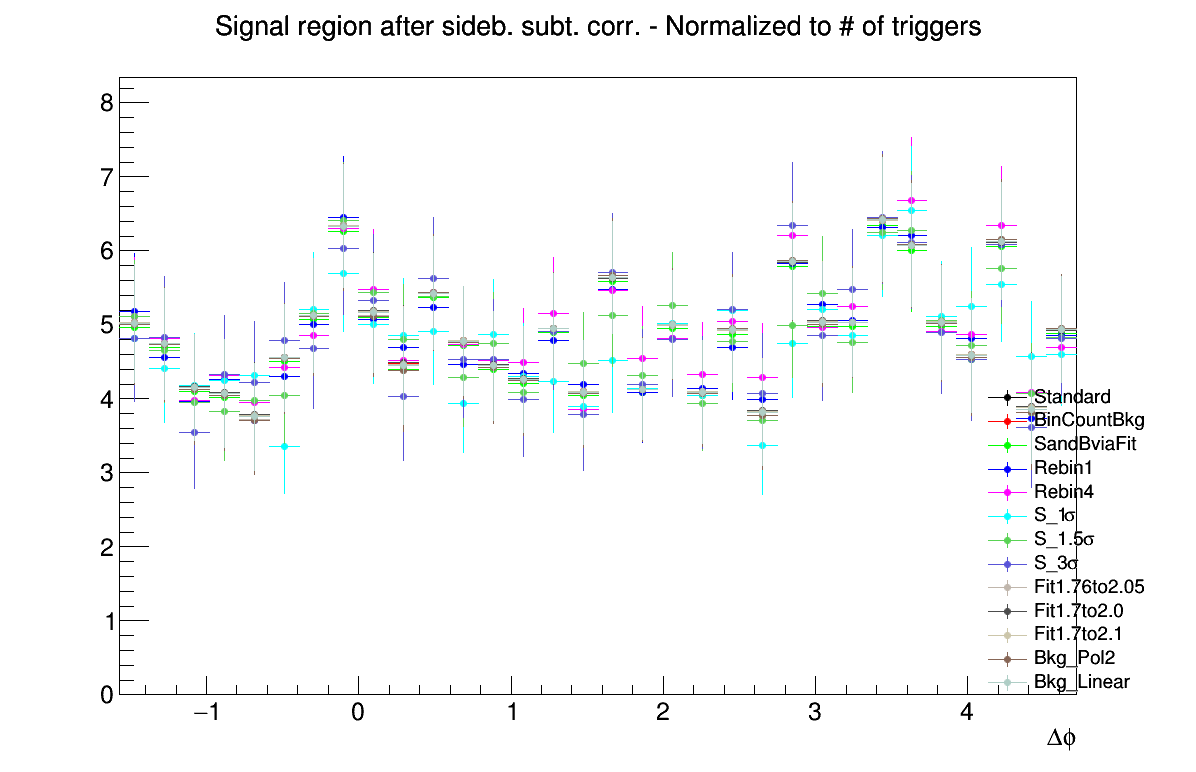 Signal region after sideb. subt. corr. - Normalized to # of triggers
8
7
6
5
4
3
2
1
0
−1 0 1 2 3 4
Δϕ
Standard
BinCountBkg
SandBviaFit
Rebin1
Rebin4
S_1σ
S_1.5σ
S_3σ
Fit1.76to2.05
Fit1.7to2.0
Fit1.7to2.1
Bkg_Pol2
Bkg_Linear